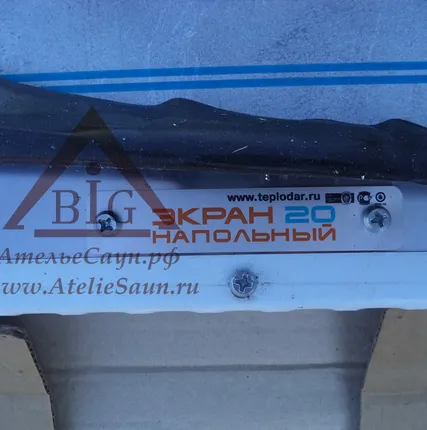 www.teplodar.ru
ЭКРАН 20
НАПОЛЬНЫЙ
BIG
АтельеСаун.рф
www.AtelieSaun.ru